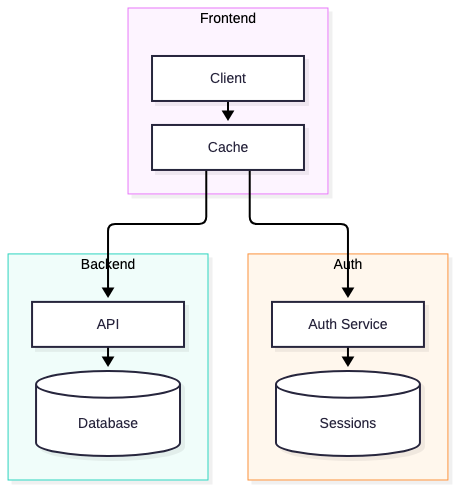 Frontend
Client
Cache
Backend
Auth
API
Auth Service
Database
Sessions